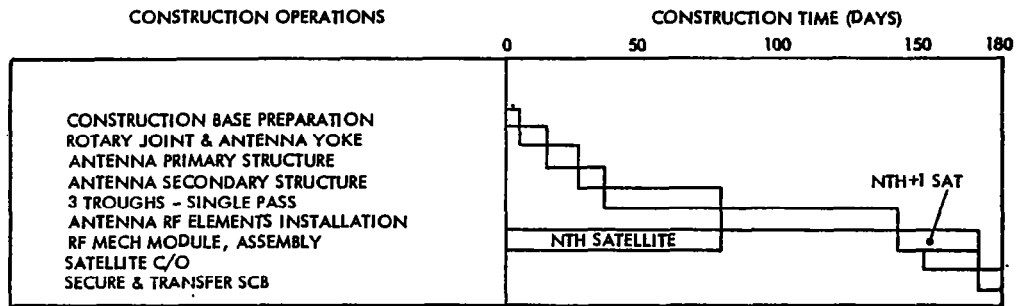 CONSTRUCTION OPERATIONS
CONSTRUCTION TIME (DAYS)
0 50 100 150 180
CONSTRUCTION BASE PREPARATION
ROTARY JOINT & ANTENNA YOKE
ANTENNA PRIMARY STRUCTURE
ANTENNA SECONDARY STRUCTURE
3 TROUGHS - SINGLE PASS
ANTENNA RF ELEMENTS INSTALLATION
RF MECH MODULE, ASSEMBLY
SATELLITE C/O
SECURE & TRANSFER SCB
NTH+1 SAT
NTH SATELLITE